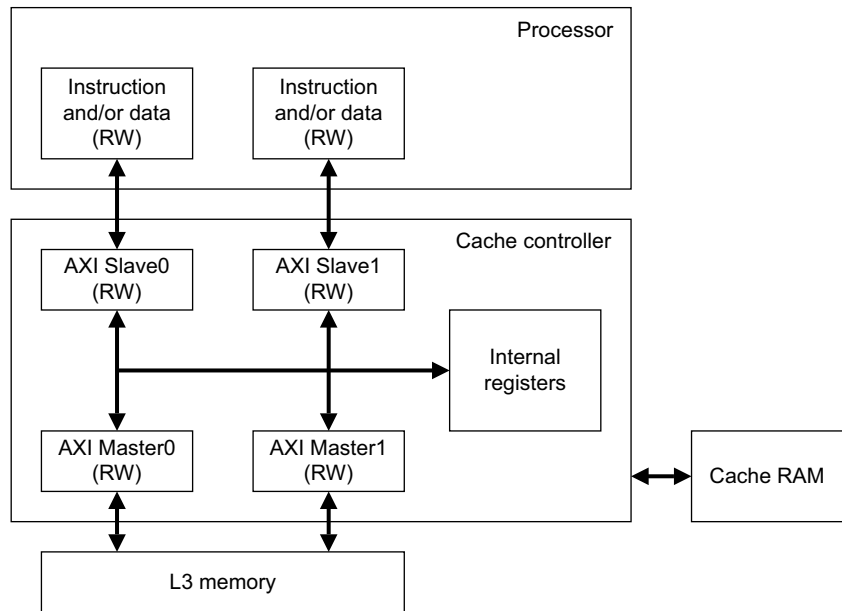 Processor
Instruction
and/or data
(RW)
Instruction
and/or data
(RW)
Cache controller
AXI Slave0
(RW)
AXI Slave1
(RW)
Internal
registers
AXI Master0
(RW)
AXI Master1
(RW)
Cache RAM
L3 memory